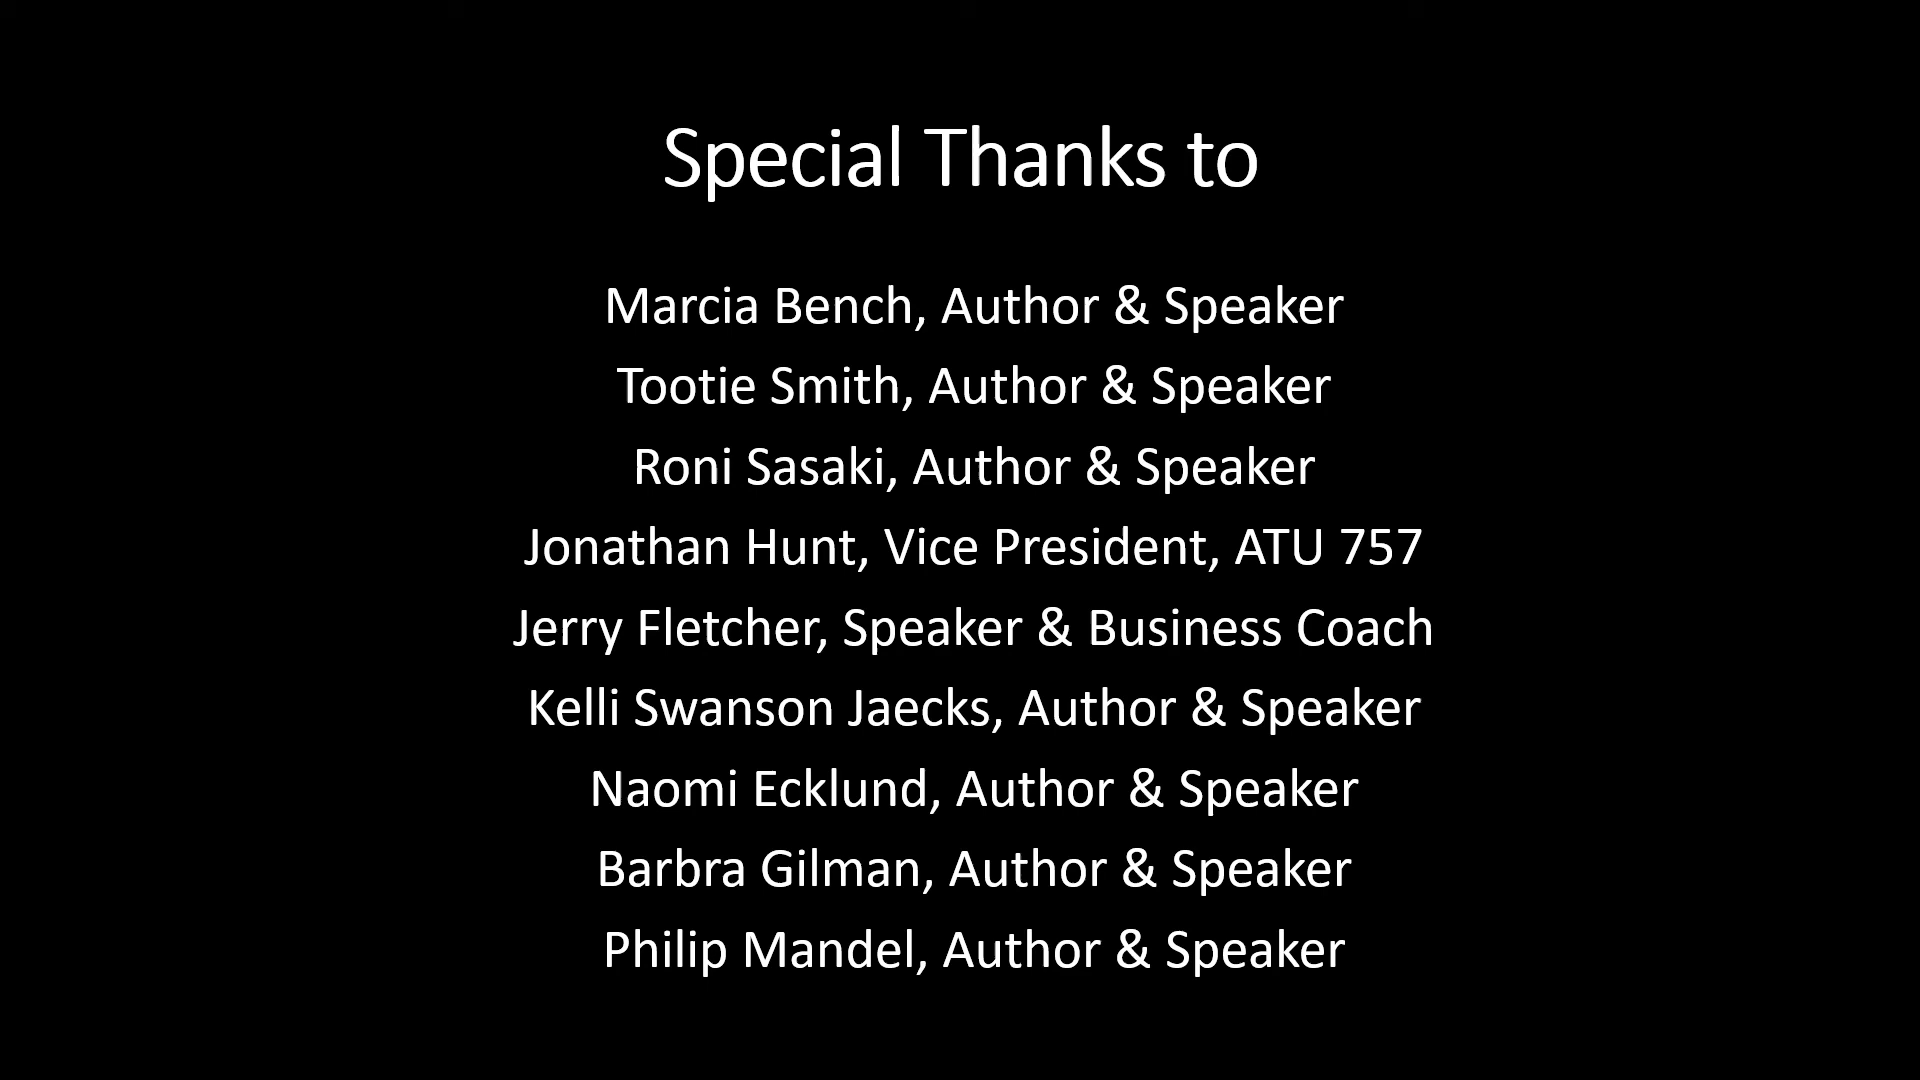 Special Thanks to
Marcia Bench, Author & Speaker
Tootie Smith, Author & Speaker
Roni Sasaki, Author & Speaker
Jonathan Hunt, Vice President, ATU 757
Jerry Fletcher, Speaker & Business Coach
Kelli Swanson Jaecks, Author & Speaker
Naomi Ecklund, Author & Speaker
Barbra Gilman, Author & Speaker
Philip Mandel, Author & Speaker